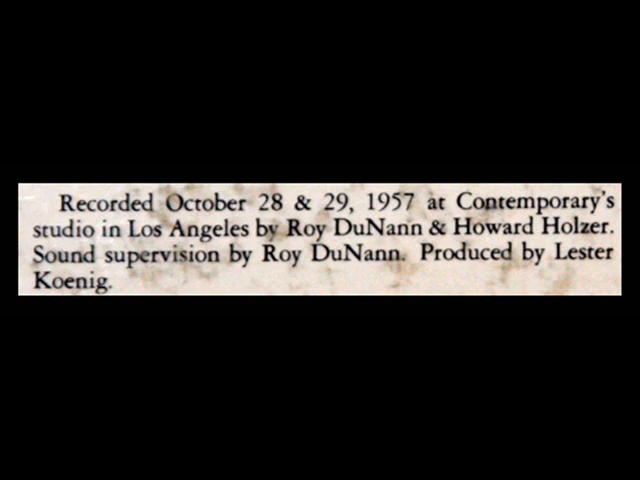 Recorded October 28 & 29, 1957 at Contemporary's
studio in Los Angeles by Roy DuNann & Howard Holzer.
Sound supervision by Roy DuNann. Produced by Lester
Koenig.